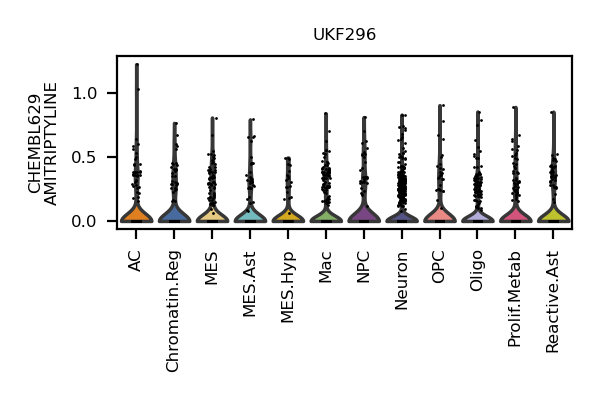 UKF296
CHEMBL629
AMITRIPTYLINE
1.0
0.5
0.0
AC
Chromatin.Reg
MES
MES.Ast
MES.Hyp
Mac
NPC
Neuron
OPC
Oligo
Prolif.Metab
Reactive.Ast